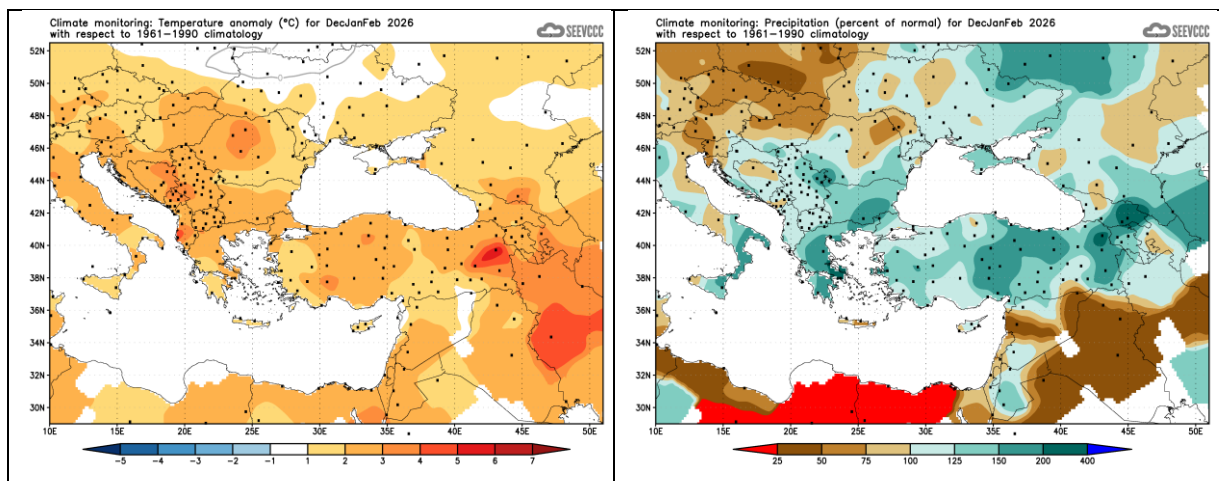 Climate monitoring: Temperature anomaly (°C) for DecJanFeb 2026
with respect to 1961−1990 climatology
SEEVCCC
52N
50N
48N
46N
44N
42N
40N
38N
36N
34N
32N
30N
10E 15E 20E 25E 30E 35E 40E 45E 50E
-5 -4 -3 -2 -1 1 2 3 4 5 6 7
Climate monitoring: Precipitation (percent of normal) for DecJanFeb 2026
with respect to 1961−1990 climatology
SEEVCCC
52N
50N
48N
46N
44N
42N
40N
38N
36N
34N
32N
30N
10E 15E 20E 25E 30E 35E 40E 45E 50E
25 50 75 100 125 150 200 400